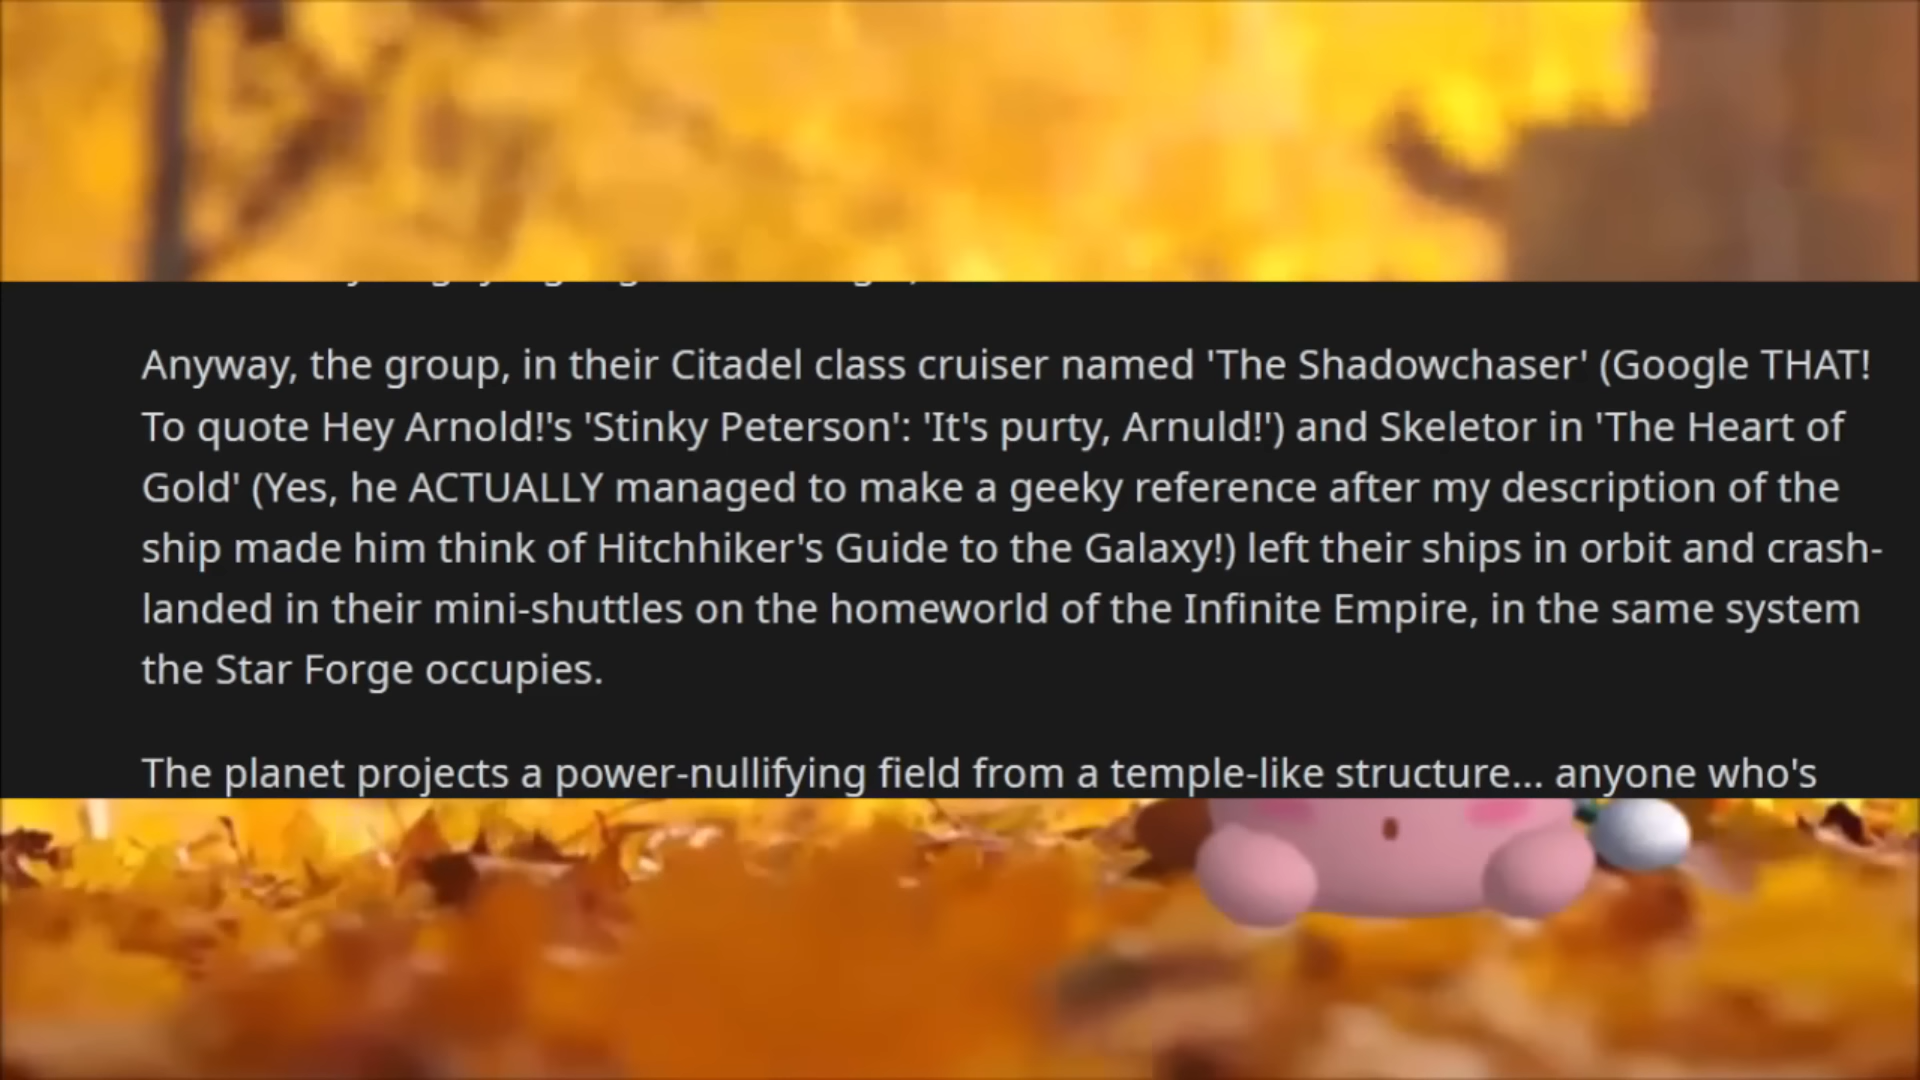 Anyway, the group, in their Citadel class cruiser named 'The Shadowchaser' (Google THAT!
To quote Hey Arnold!'s 'Stinky Peterson': 'It's purty, Arnuld!') and Skeletor in 'The Heart of
Gold' (Yes, he ACTUALLY managed to make a geeky reference after my description of the
ship made him think of Hitchhiker's Guide to the Galaxy!) left their ships in orbit and crash-
landed in their mini-shuttles on the homeworld of the Infinite Empire, in the same system
the Star Forge occupies.
The planet projects a power-nullifying field from a temple-like structure... anyone who's